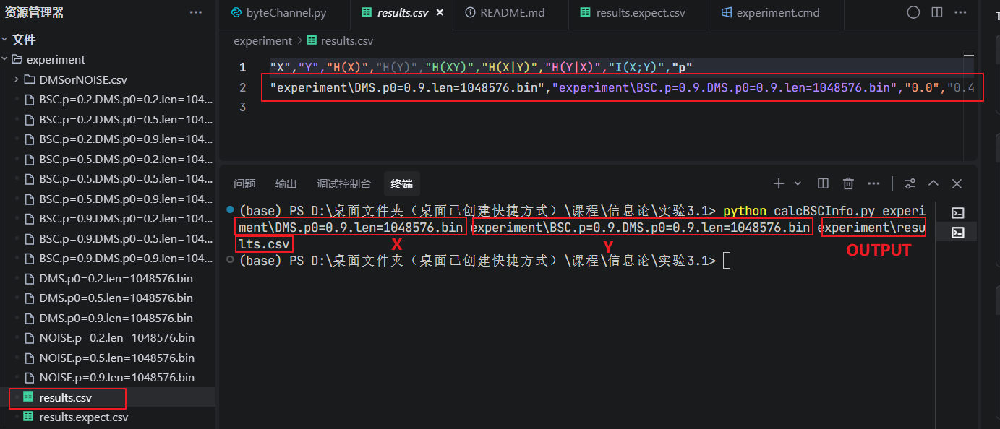 资源管理器 ···
文件
experiment
DMSorNOISE.csv
BSC.p=0.2.DMS.p0=0.2.len=104...
BSC.p=0.2.DMS.p0=0.5.len=104...
BSC.p=0.2.DMS.p0=0.9.len=104...
BSC.p=0.5.DMS.p0=0.2.len=104...
BSC.p=0.5.DMS.p0=0.5.len=104...
BSC.p=0.5.DMS.p0=0.9.len=104...
BSC.p=0.9.DMS.p0=0.2.len=104...
BSC.p=0.9.DMS.p0=0.5.len=104...
BSC.p=0.9.DMS.p0=0.9.len=104...
DMS.p0=0.2.len=1048576.bin
DMS.p0=0.5.len=1048576.bin
DMS.p0=0.9.len=1048576.bin
NOISE.p=0.2.len=1048576.bin
NOISE.p=0.5.len=1048576.bin
NOISE.p=0.9.len=1048576.bin
results.csv
results.expect.csv
byteChannel.py results.csv README.md results.expect.csv experiment.cmd
experiment > results.csv
1 "X","Y","H(X)","H(Y)","H(XY)","H(X|Y)","H(Y|X)","I(X;Y)","p"
2 "experiment\DMS.p0=0.9.len=1048576.bin","experiment\BSC.p=0.9.DMS.p0=0.9.len=1048576.bin","0.0","0.4
3
问题 输出 调试控制台 终端
(base) PS D:\桌面文件夹（桌面已创建快捷方式）\课程\信息论\实验3.1> python calcBSCInfo.py experi
ment\DMS.p0=0.9.len=1048576.bin experiment\BSC.p=0.9.DMS.p0=0.9.len=1048576.bin experiment\resu
lts.csv
X Y OUTPUT
(base) PS D:\桌面文件夹（桌面已创建快捷方式）\课程\信息论\实验3.1>